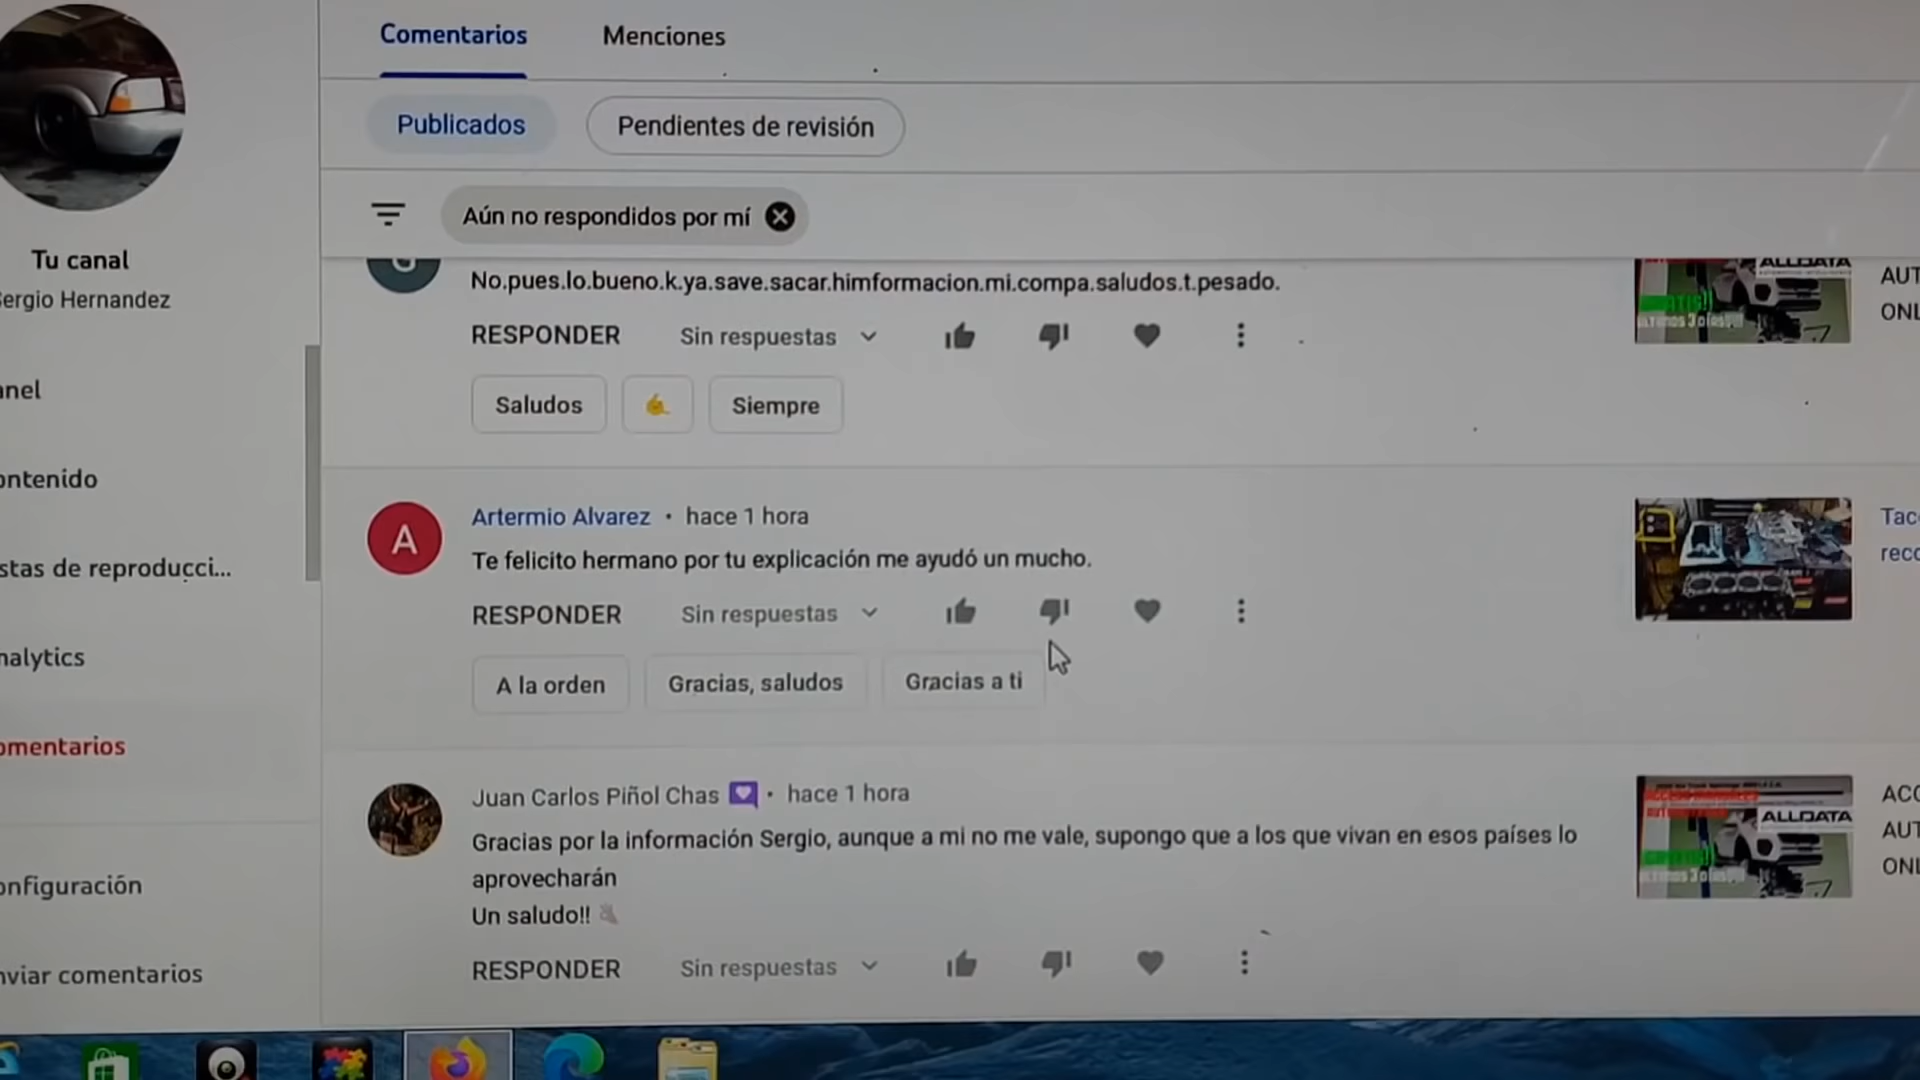 Comentarios
Menciones
Publicados
Pendientes de revisión
Aún no respondidos por mí
Tu canal
ergio Hernandez
anel
ontenido
stas de reproducci...
nalytics
omentarios
onfiguración
nviar comentarios
No.pues.lo.bueno.k.ya.save.sacar.himformacion.mi.compa.saludos.t.pesado.
RESPONDER
Sin respuestas
Saludos
Siempre
ALLDATA
AUT
ONL
A
Artermio Alvarez • hace 1 hora
Te felicito hermano por tu explicación me ayudó un mucho.
RESPONDER
Sin respuestas
A la orden
Gracias, saludos
Gracias a ti
Tac
reco
Juan Carlos Piñol Chas • hace 1 hora
Gracias por la información Sergio, aunque a mi no me vale, supongo que a los que vivan en esos países lo
aprovecharán
Un saludo!!
RESPONDER
Sin respuestas
ALLDATA
ACC
AUT
ONL